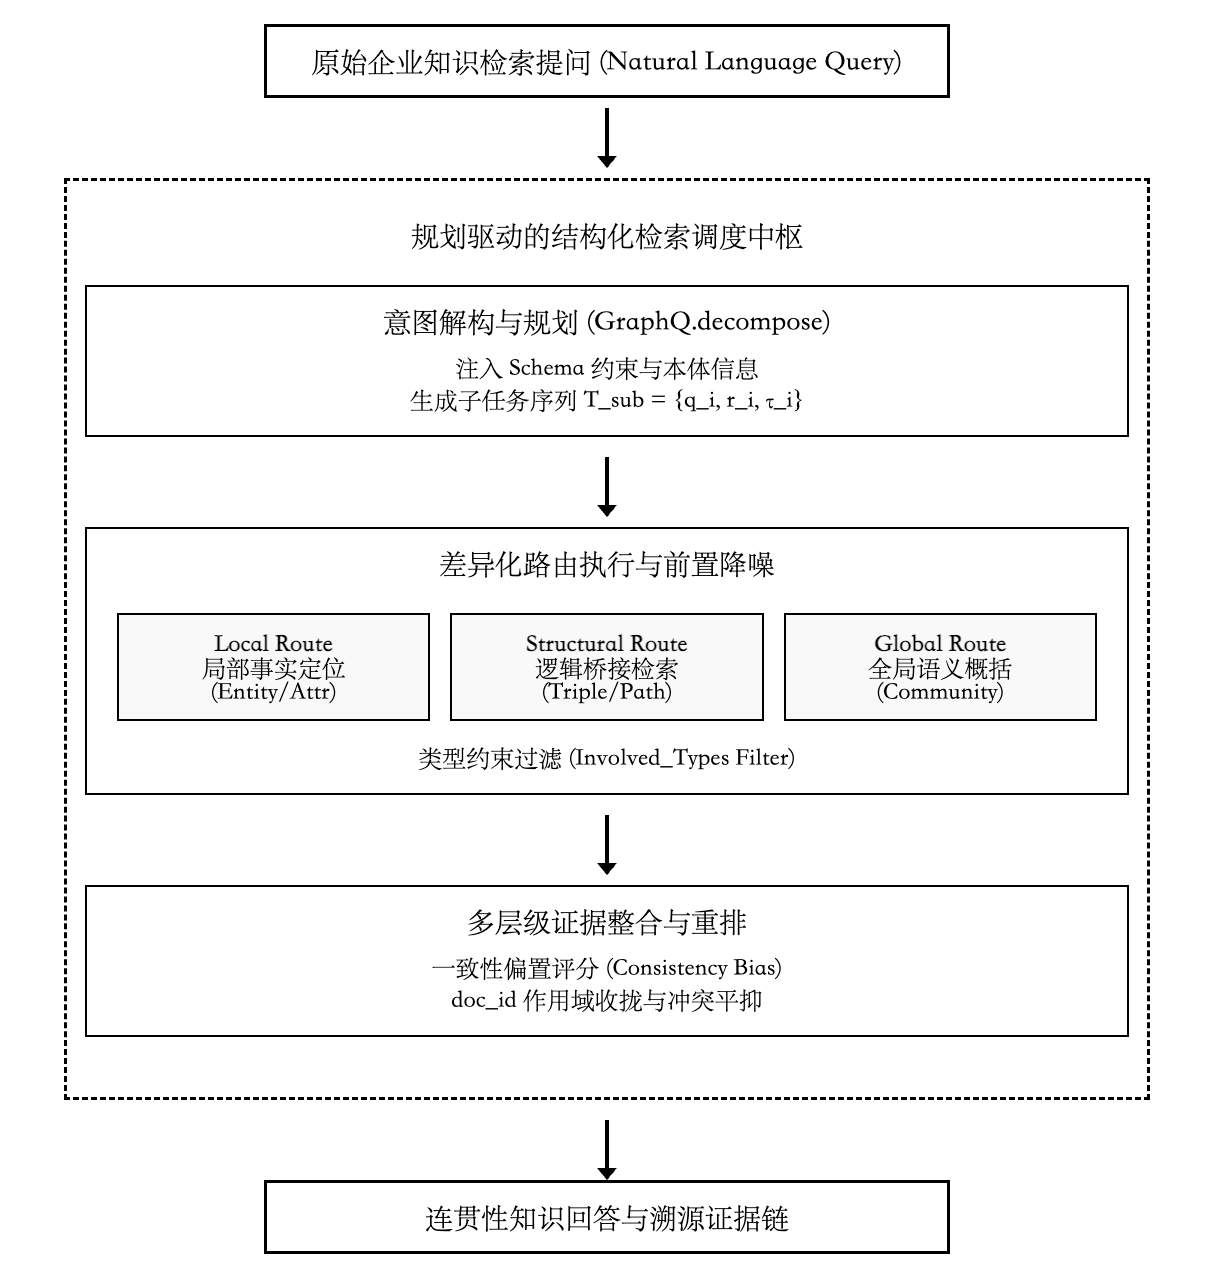 原始企业知识检索提问 (Natural Language Query)
规划驱动的结构化检索调度中枢
意图解构与规划 (GraphQ.decompose)
注入 Schema 约束与本体信息
生成子任务序列 T_sub = {q_i, r_i, τ_i}
差异化路由执行与前置降噪
Local Route
局部事实定位
(Entity/Attr)
Structural Route
逻辑桥接检索
(Triple/Path)
Global Route
全局语义概括
(Community)
类型约束过滤 (Involved_Types Filter)
多层级证据整合与重排
一致性偏置评分 (Consistency Bias)
doc_id 作用域收拢与冲突平抑
连贯性知识回答与溯源证据链